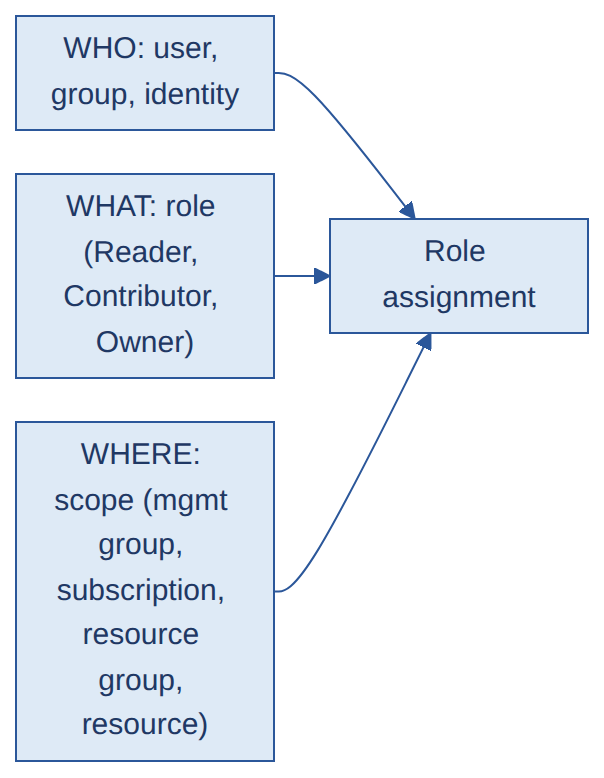 WHO: user,
group, identity
WHAT: role
(Reader,
Contributor,
Owner)
WHERE:
scope (mgmt
group,
subscription,
resource
group,
resource)
Role
assignment